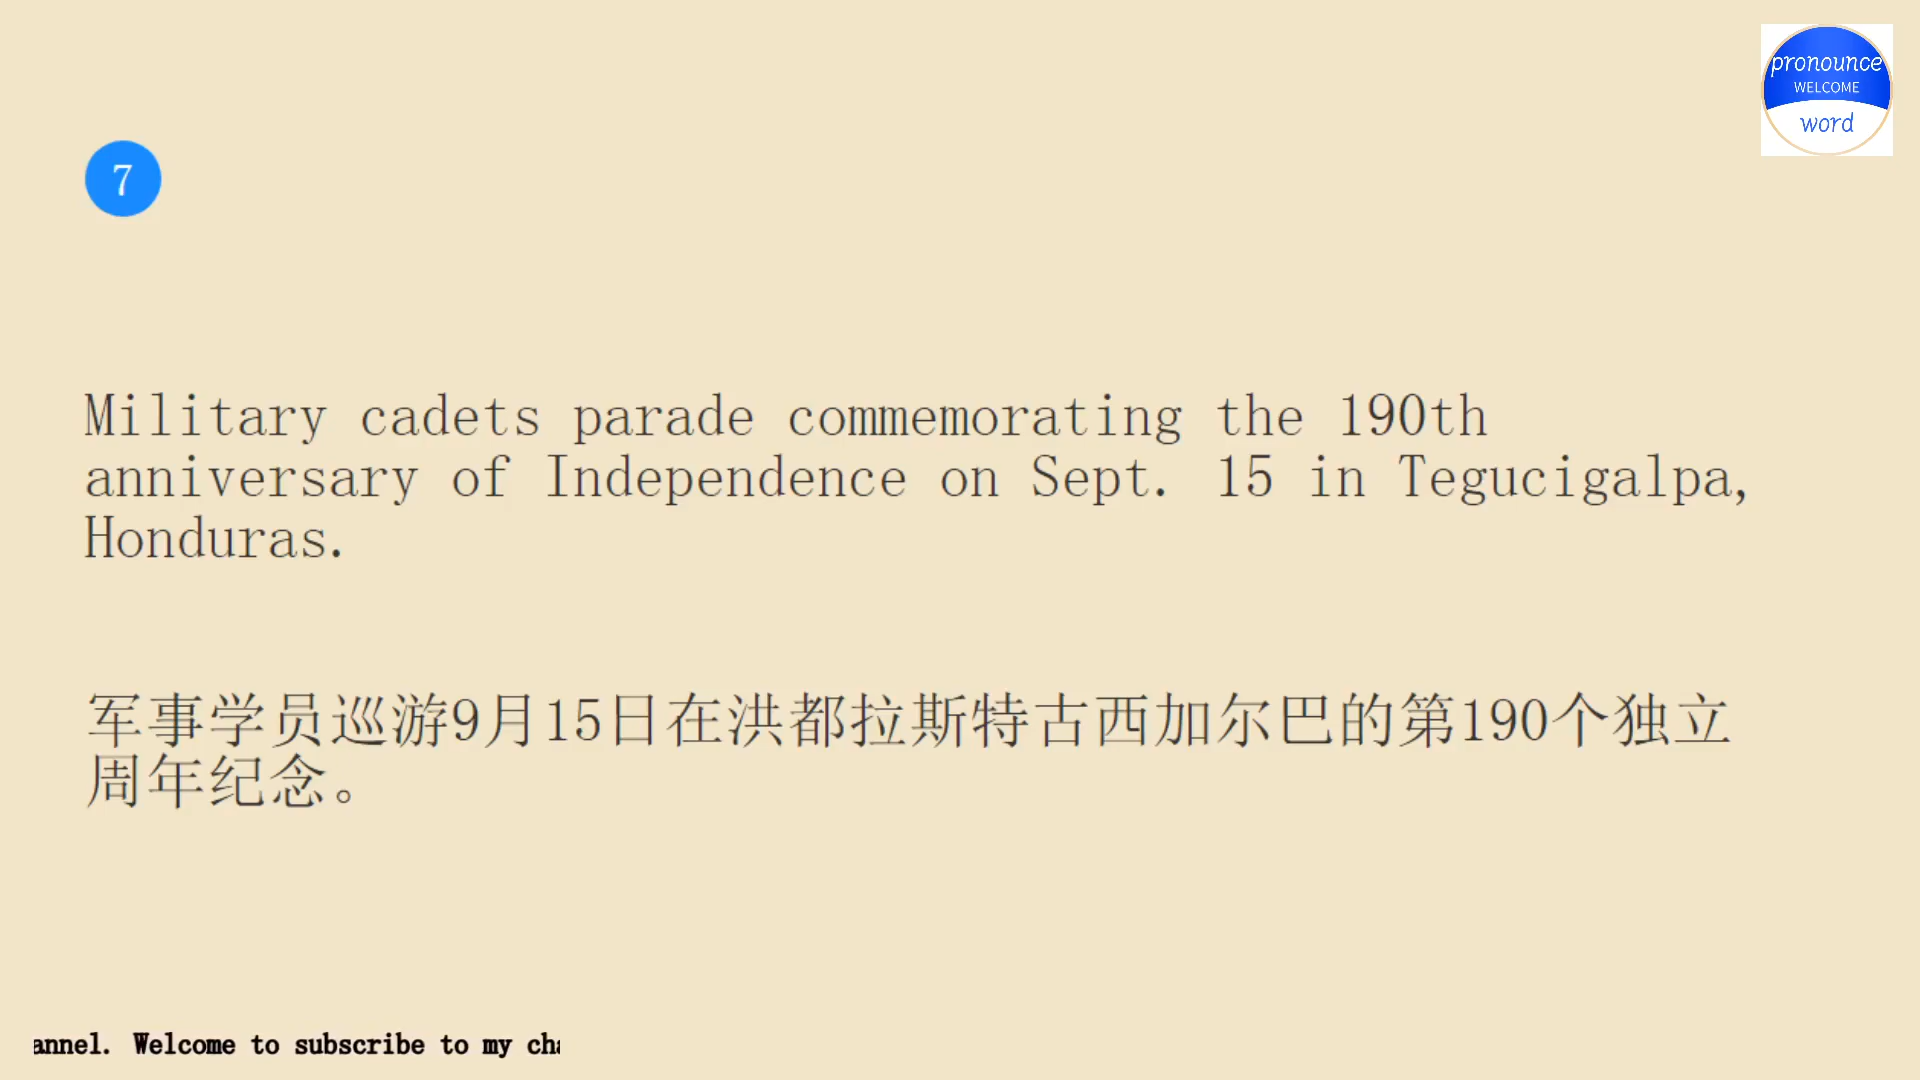 pronounce
WELCOME
word
7
Military cadets parade commemorating the 190th
anniversary of Independence on Sept. 15 in Tegucigalpa,
Honduras.
军事学员巡游9月15日在洪都拉斯特古西加尔巴的第190个独立
周年纪念。
annel. Welcome to subscribe to my cha